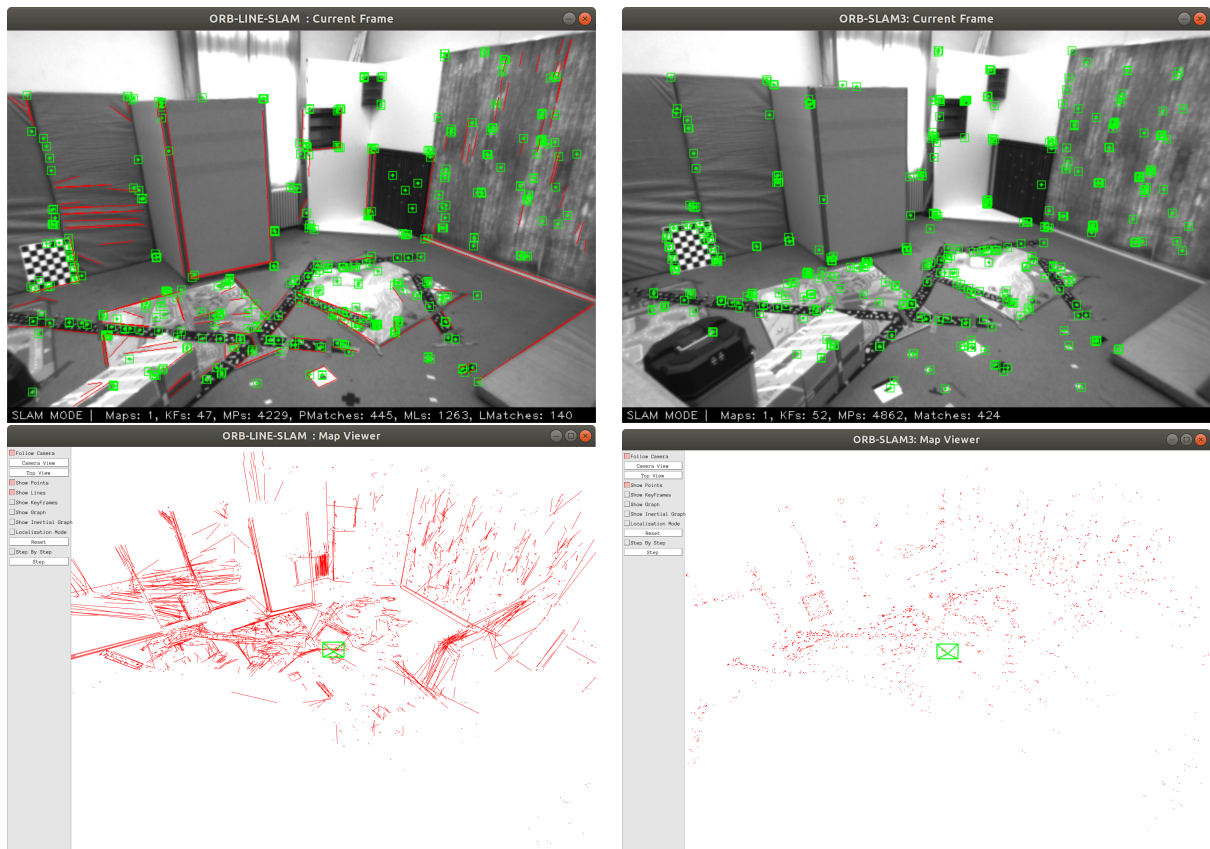 ORB-LINE-SLAM : Current Frame
SLAM MODE | Maps: 1, KFs: 47, MPs: 4229, PMatches: 445, MLs: 1263, LMatches: 140
ORB-SLAM3: Current Frame
SLAM MODE | Maps: 1, KFs: 52, MPs: 4862, Matches: 424
ORB-LINE-SLAM : Map Viewer
Follow Camera
Camera View
Top View
Show Points
Show Lines
Show KeyFrames
Show Graph
Show Inertial Graph
Localization Mode
Reset
Step By Step
Step
ORB-SLAM3: Map Viewer
Follow Camera
Camera View
Top View
Show Points
Show KeyFrames
Show Graph
Show Inertial Graph
Localization Mode
Reset
Step By Step
Step